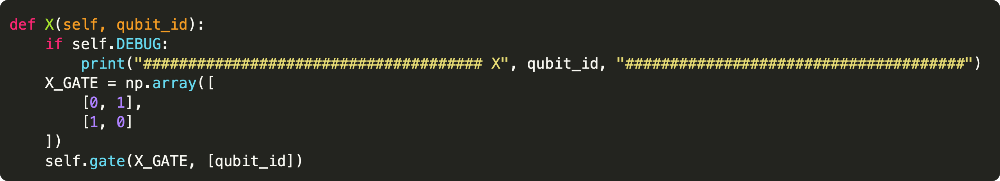 def X(self, qubit_id):
    if self.DEBUG:
        print("###################################### X", qubit_id, "######################################")
    X_GATE = np.array([
        [0, 1],
        [1, 0]
    ])
    self.gate(X_GATE, [qubit_id])